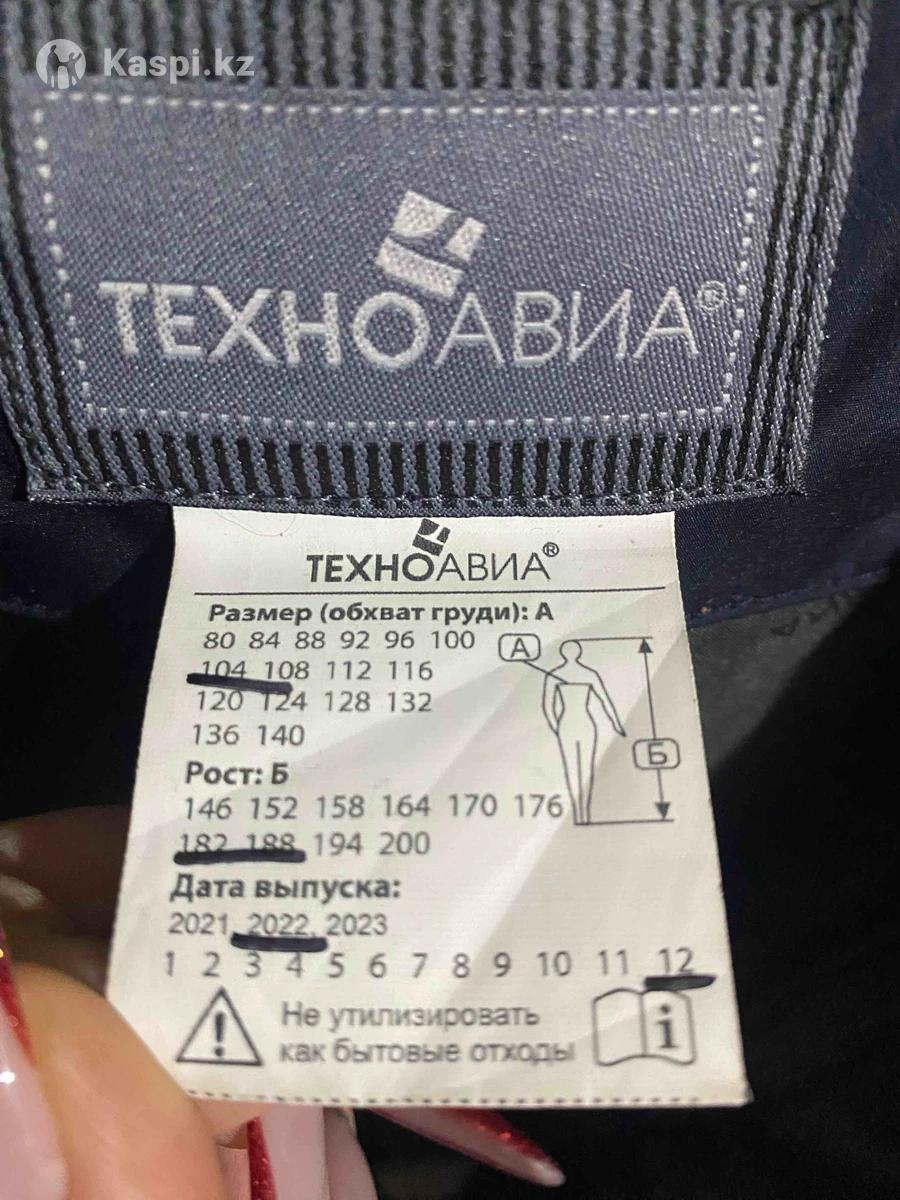 Kaspi.kz
ТЕХНОАВИА®
ТЕХНОАВИА®
Размер (обхват груди): А
80 84 88 92 96 100
104 108 112 116
120 124 128 132
136 140
А
Б
Рост: Б
146 152 158 164 170 176
182 188 194 200
Дата выпуска:
2021, 2022, 2023
1 2 3 4 5 6 7 8 9 10 11 12
Не утилизировать
как бытовые отходы
i